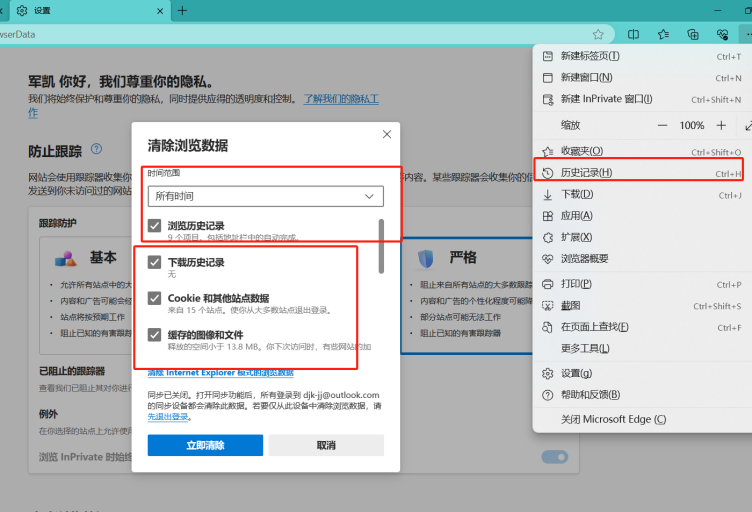 设置
wserData
军凯 你好，我们尊重你的隐私。
我们将始终保护和尊重你的隐私，同时提供应得的透明度和控制。 了解我们的隐私工
作
防止跟踪
网站会使用跟踪器收集你
内容。某些跟踪器会收集你的信
发送到你未访问过的网站
跟踪防护
基本
允许所有站点中的大
内容和广告可能会经
站点将按预期工作
阻止已知的有害跟踪
严格
阻止来自所有站点的大多数跟踪
内容和广告的个性化程度可能降
部分站点可能无法工作
阻止已知的有害跟踪器
已阻止的跟踪器
查看我们已阻止其对你进行
例外
在你选择的站点上允许使用
浏览 InPrivate 时始终
清除浏览数据
时间范围
所有时间
浏览历史记录
9 个项目。包括地址栏中的自动完成。
下载历史记录
无
Cookie 和其他站点数据
来自 15 个站点。使你从大多数站点退出登录。
缓存的图像和文件
释放的空间小于 13.8 MB。你下次访问时，有些网站的加
清除 Internet Explorer 模式的浏览数据
同步已关闭。打开同步功能后，所有登录到 djk-jj@outlook.com
的同步设备都会清除此数据。若要仅从此设备中清除浏览数据，请
先退出登录。
立即清除 取消
新建标签页(T) Ctrl+T
新建窗口(N) Ctrl+N
新建 InPrivate 窗口(I) Ctrl+Shift+N
缩放 — 100% +
收藏夹(O) Ctrl+Shift+O
历史记录(H) Ctrl+H
下载(D) Ctrl+J
应用(A)
扩展(X)
浏览器概要
打印(P) Ctrl+P
截图 Ctrl+Shift+S
在页面上查找(F) Ctrl+F
更多工具(L)
设置(g)
帮助和反馈(B)
关闭 Microsoft Edge (C)